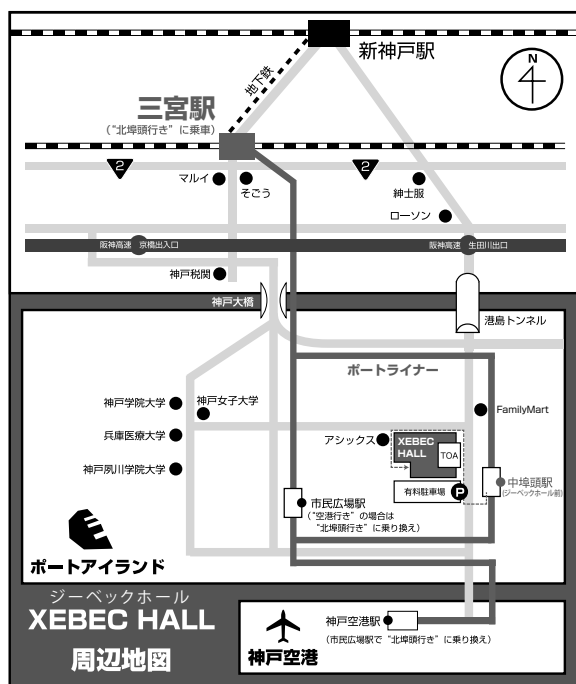 新神戸駅
N
地下鉄
三宮駅
("北埠頭行き"に乗車)
2
2
マルイ
そごう
紳士服
ローソン
阪神高速 京橋出入口
阪神高速 生田川出口
神戸税関
神戸大橋
港島トンネル
ポートライナー
神戸学院大学
神戸女子大学
FamilyMart
兵庫医療大学
アシックス
XEBEC
HALL
TOA
神戸夙川学院大学
有料駐車場
P
中埠頭駅
(ジーベックホール前)
市民広場駅
("空港行き"の場合は
"北埠頭行き"に乗り換え)
ポートアイランド
ジーベックホール
XEBEC HALL
周辺地図
神戸空港
神戸空港駅
(市民広場駅で"北埠頭行き"に乗り換え)